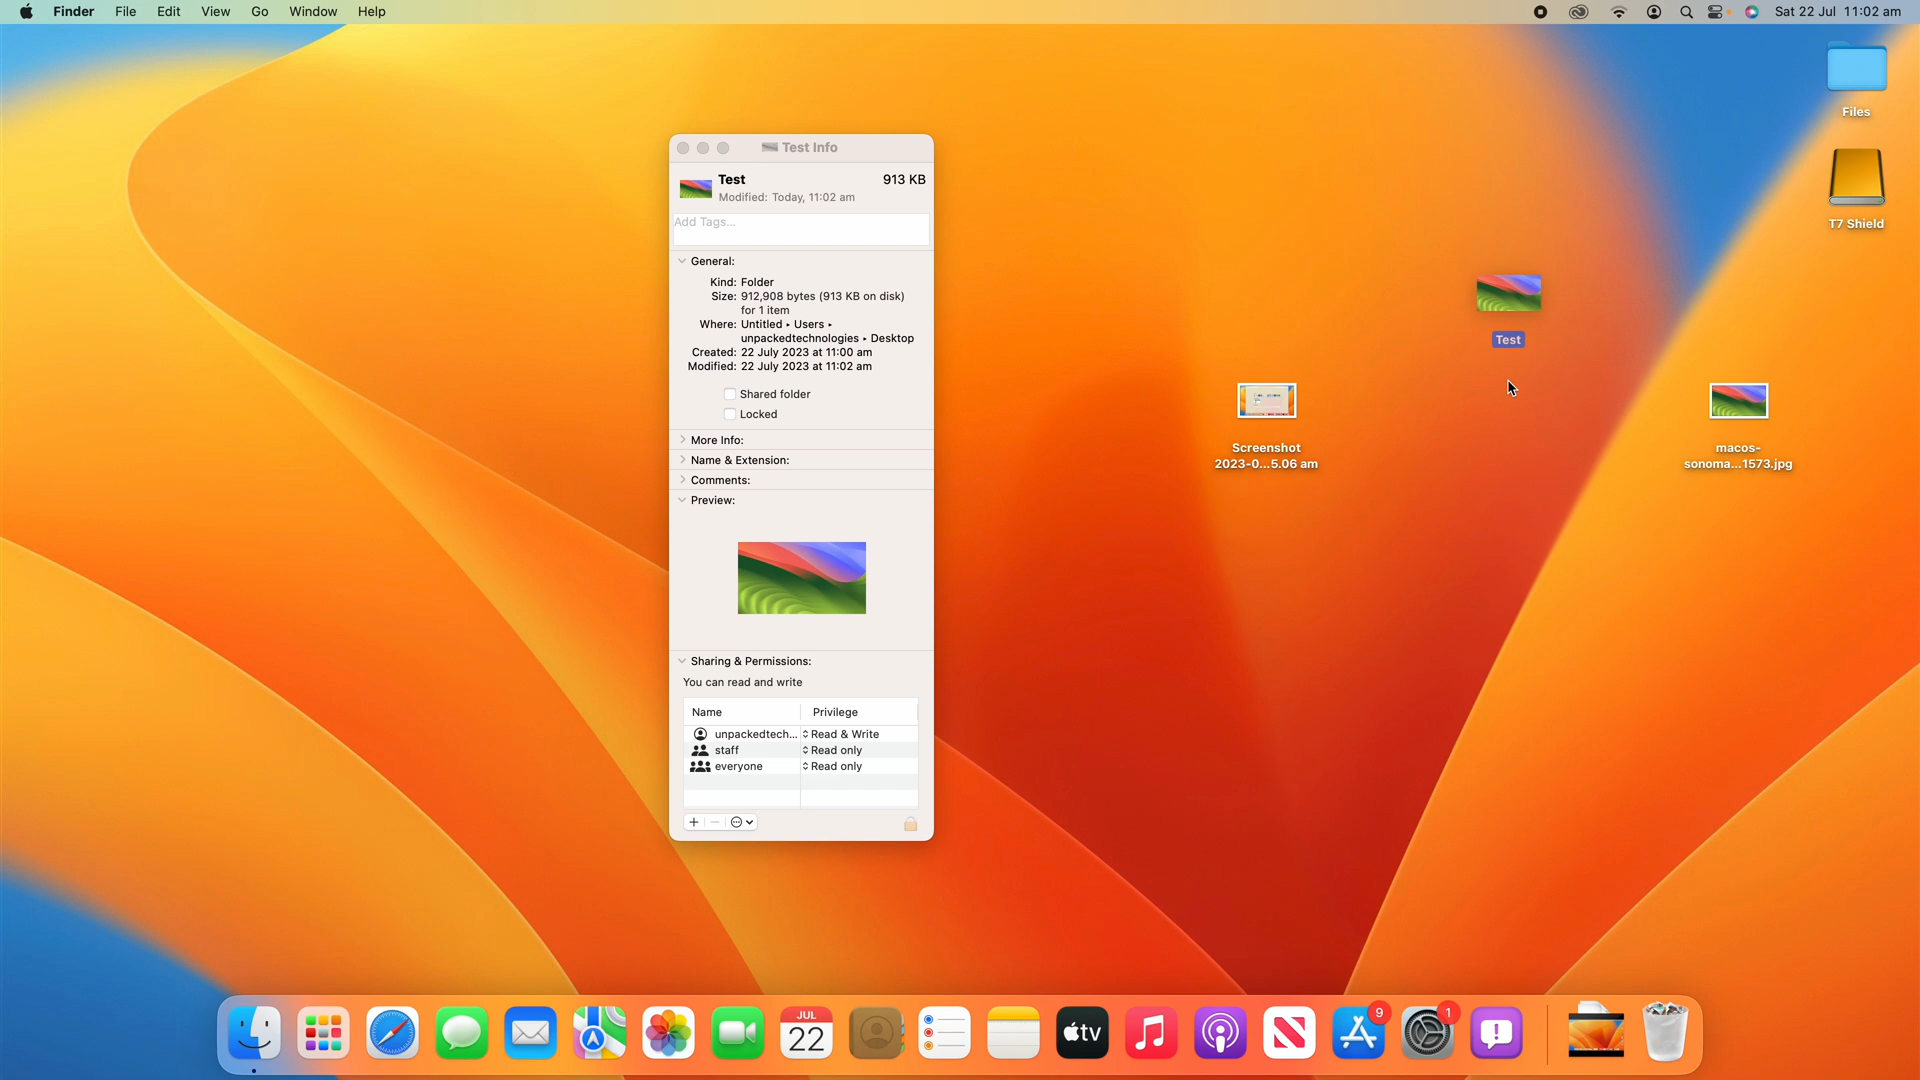 Finder File Edit View Go Window Help
Sat 22 Jul 11:02 am
Files
T7 Shield
Test
Screenshot
2023-0...5.06 am
macos-
sonoma...1573.jpg
Test Info
Test 913 KB
Modified: Today, 11:02 am
Add Tags...
General:
Kind: Folder
Size: 912,908 bytes (913 KB on disk)
for 1 item
Where: Untitled ▸ Users ▸
unpackedtechnologies ▸ Desktop
Created: 22 July 2023 at 11:00 am
Modified: 22 July 2023 at 11:02 am
Shared folder
Locked
More Info:
Name & Extension:
Comments:
Preview:
Sharing & Permissions:
You can read and write
Name Privilege
unpackedtech... Read & Write
staff Read only
everyone Read only
JUL
22
tv
9
1